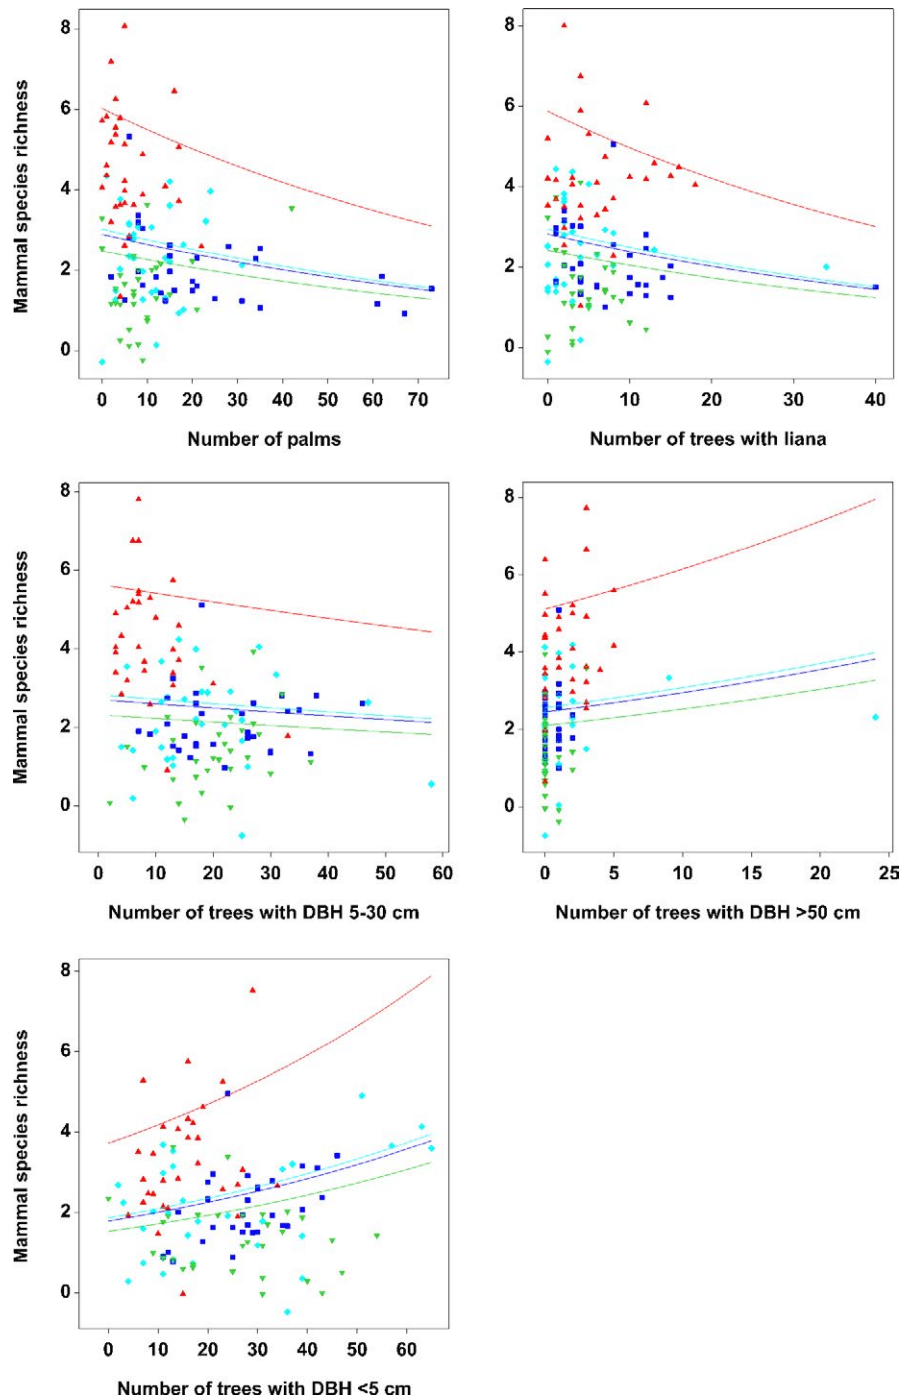 Mammal species richness
8
6
4
2
0
0 10 20 30 40 50 60 70
Number of palms
Mammal species richness
8
6
4
2
0
0 10 20 30 40
Number of trees with liana
Mammal species richness
8
6
4
2
0
0 10 20 30 40 50 60
Number of trees with DBH 5-30 cm
Mammal species richness
8
6
4
2
0
0 5 10 15 20 25
Number of trees with DBH >50 cm
Mammal species richness
8
6
4
2
0
0 10 20 30 40 50 60
Number of trees with DBH <5 cm